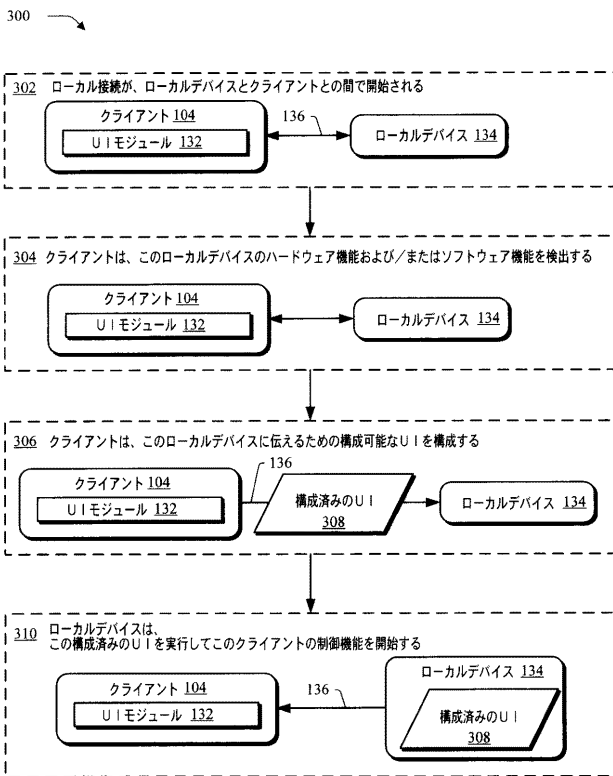 300
302 ローカル接続が、ローカルデバイスとクライアントとの間で開始される
クライアント 104
UIモジュール 132
136
ローカルデバイス 134
304 クライアントは、このローカルデバイスのハードウェア機能および/またはソフトウェア機能を検出する
クライアント 104
UIモジュール 132
ローカルデバイス 134
306 クライアントは、このローカルデバイスに伝えるための構成可能なUIを構成する
クライアント 104
UIモジュール 132
136
構成済みのUI
308
ローカルデバイス 134
310 ローカルデバイスは、
この構成済みのUIを実行してこのクライアントの制御機能を開始する
クライアント 104
UIモジュール 132
136
ローカルデバイス 134
構成済みのUI
308